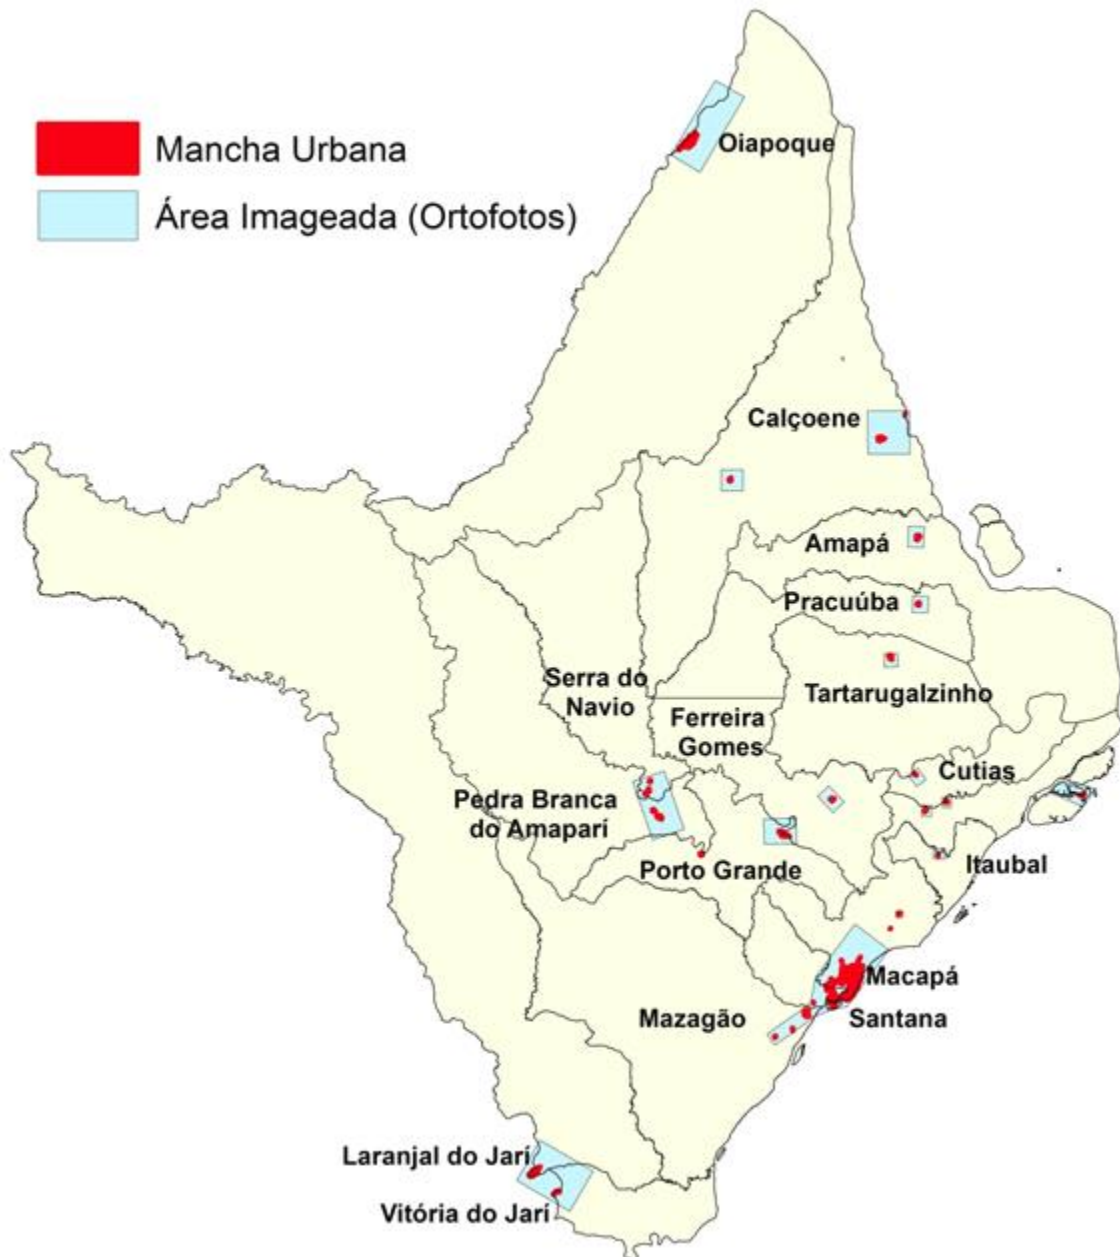 Mancha Urbana
Área Imageada (Ortofotos)
Oiapoque
Calçoene
Amapá
Pracuúba
Serra do
Navio
Tartarugalzinho
Ferreira
Gomes
Cutias
Pedra Branca
do Amaparí
Porto Grande
Itaubal
Macapá
Mazagão
Santana
Laranjal do Jarí
Vitória do Jarí